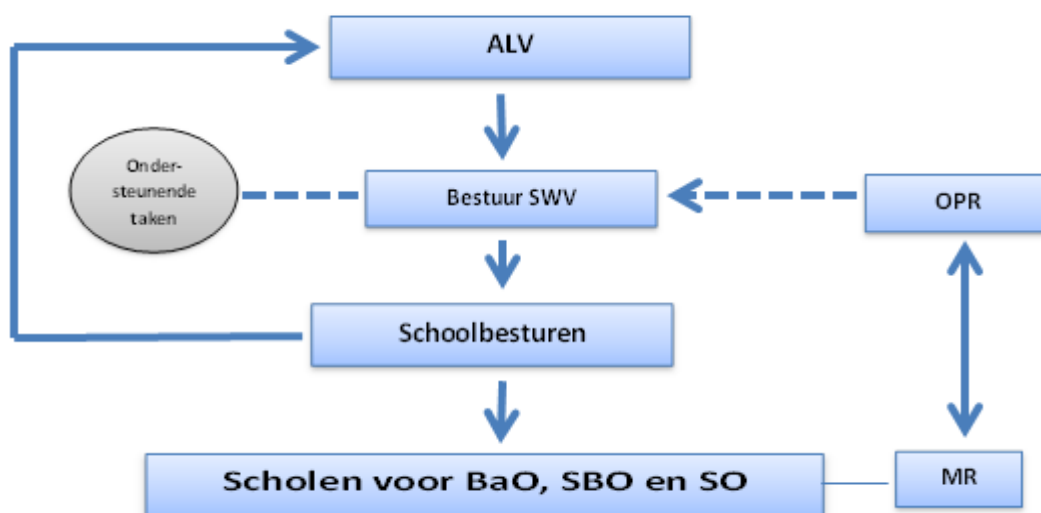 ALV
Onder-
steunende
taken
Bestuur SWV
OPR
Schoolbesturen
Scholen voor BaO, SBO en SO
MR